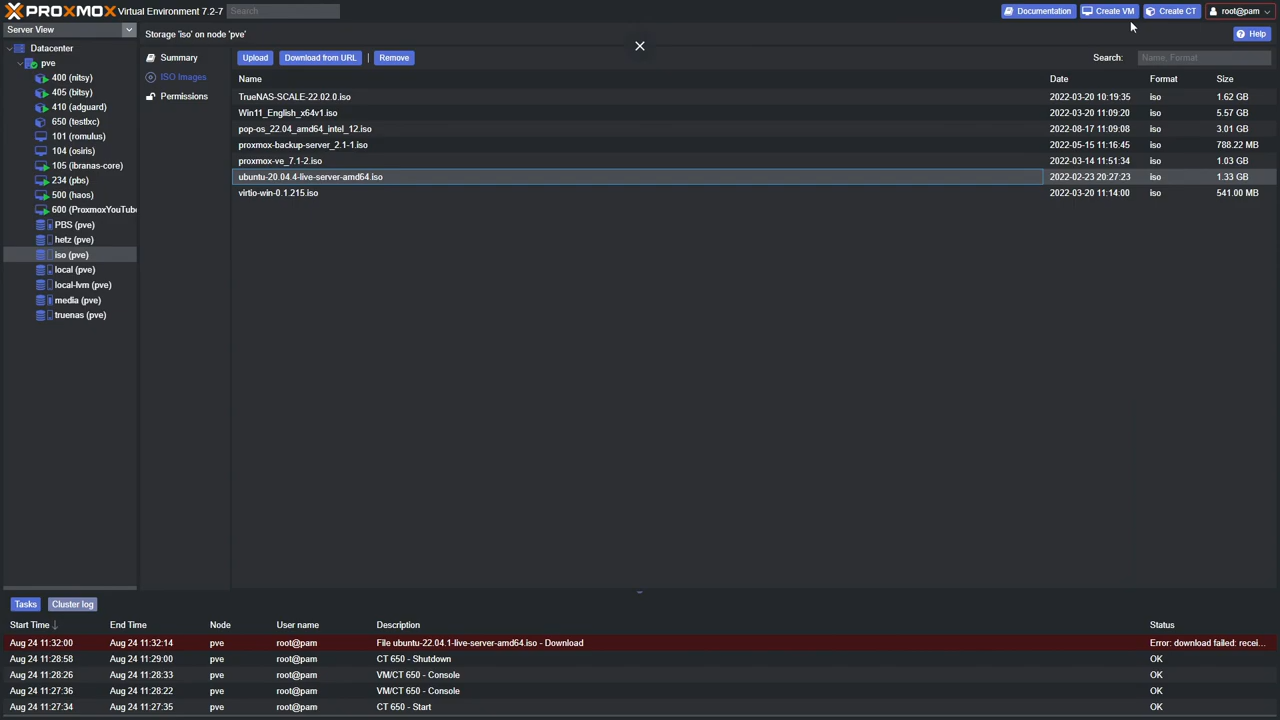 PROXMOX Virtual Environment 7.2-7 Search Documentation Create VM Create CT root@pam
Server View
Storage 'iso' on node 'pve' Help
Datacenter
pve
400 (nitsy)
405 (bitsy)
410 (adguard)
650 (testlxc)
101 (romulus)
104 (osiris)
105 (ibranas-core)
234 (pbs)
500 (haos)
600 (ProxmoxYouTube
PBS (pve)
hetz (pve)
iso (pve)
local (pve)
local-lvm (pve)
media (pve)
truenas (pve)
Summary
ISO Images
Permissions
Upload Download from URL Remove Search: Name, Format
Name Date Format Size
TrueNAS-SCALE-22.02.0.iso 2022-03-20 10:19:35 iso 1.62 GB
Win11_English_x64v1.iso 2022-03-20 11:09:20 iso 5.57 GB
pop-os_22.04_amd64_intel_12.iso 2022-08-17 11:09:08 iso 3.01 GB
proxmox-backup-server_2.1-1.iso 2022-05-15 11:16:45 iso 788.22 MB
proxmox-ve_7.1-2.iso 2022-03-14 11:51:34 iso 1.03 GB
ubuntu-20.04.4-live-server-amd64.iso 2022-02-23 20:27:23 iso 1.33 GB
virtio-win-0.1.215.iso 2022-03-20 11:14:00 iso 541.00 MB
Tasks Cluster log
Start Time End Time Node User name Description Status
Aug 24 11:32:00 Aug 24 11:32:14 pve root@pam File ubuntu-22.04.1-live-server-amd64.iso - Download Error: download failed: recei...
Aug 24 11:28:58 Aug 24 11:29:00 pve root@pam CT 650 - Shutdown OK
Aug 24 11:28:26 Aug 24 11:28:33 pve root@pam VM/CT 650 - Console OK
Aug 24 11:27:36 Aug 24 11:28:22 pve root@pam VM/CT 650 - Console OK
Aug 24 11:27:34 Aug 24 11:27:35 pve root@pam CT 650 - Start OK